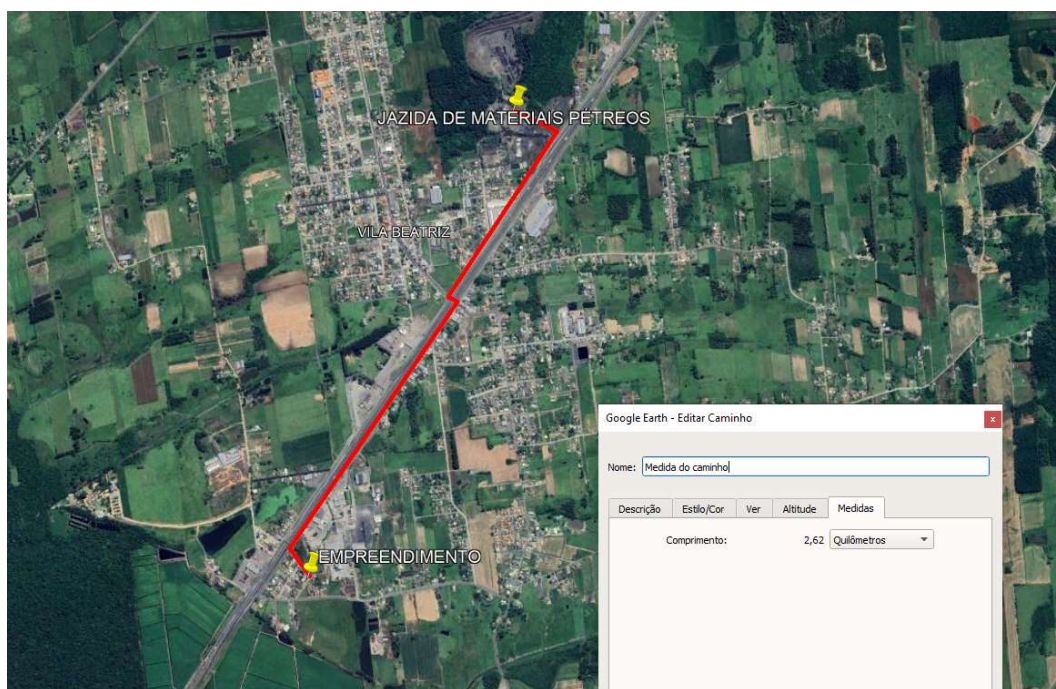 JAZIDA DE MATERIAIS PÉTREOS
VILA BEATRIZ
EMPREENDIMENTO
Google Earth - Editar Caminho
x
Nome: Medida do caminho
Descrição Estilo/Cor Ver Altitude Medidas
Comprimento: 2,62 Quilômetros